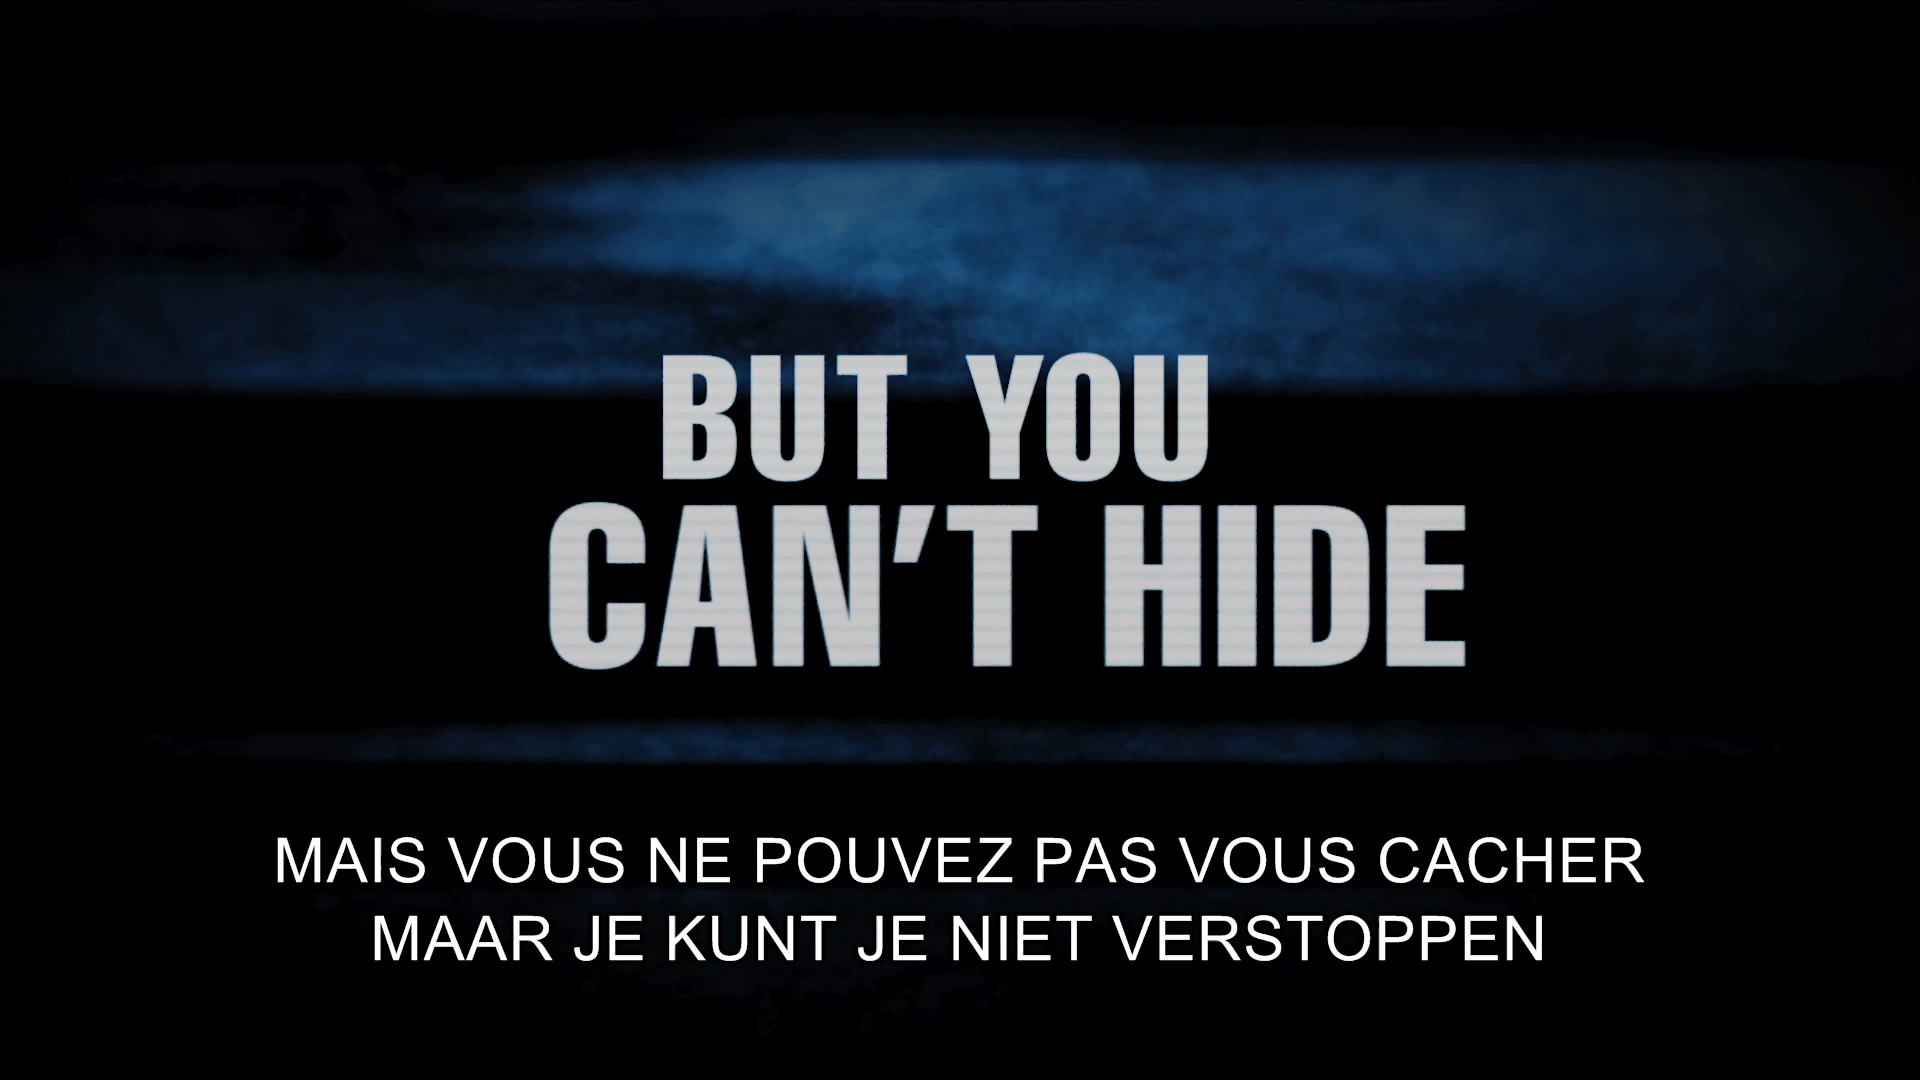 BUT YOU
CAN’T HIDE
MAIS VOUS NE POUVEZ PAS VOUS CACHER
MAAR JE KUNT JE NIET VERSTOPPEN